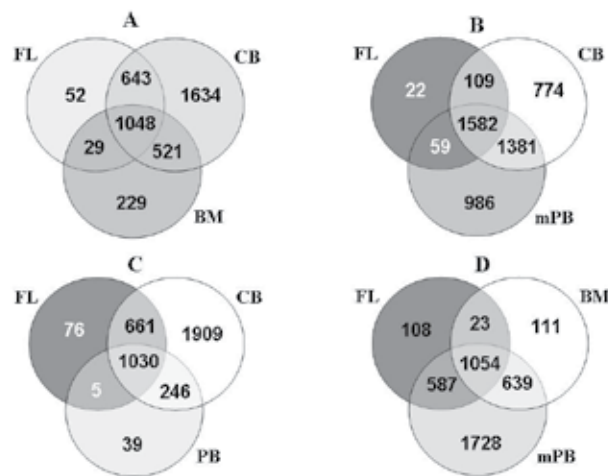 A
FL
CB
643
52
1634
1048
29
521
229
BM
B
FL
CB
109
22
774
1582
59
1381
986
mPB
C
FL
CB
76
661
1909
1030
5
246
39
PB
D
FL
BM
108
23
111
1054
587
639
1728
mPB